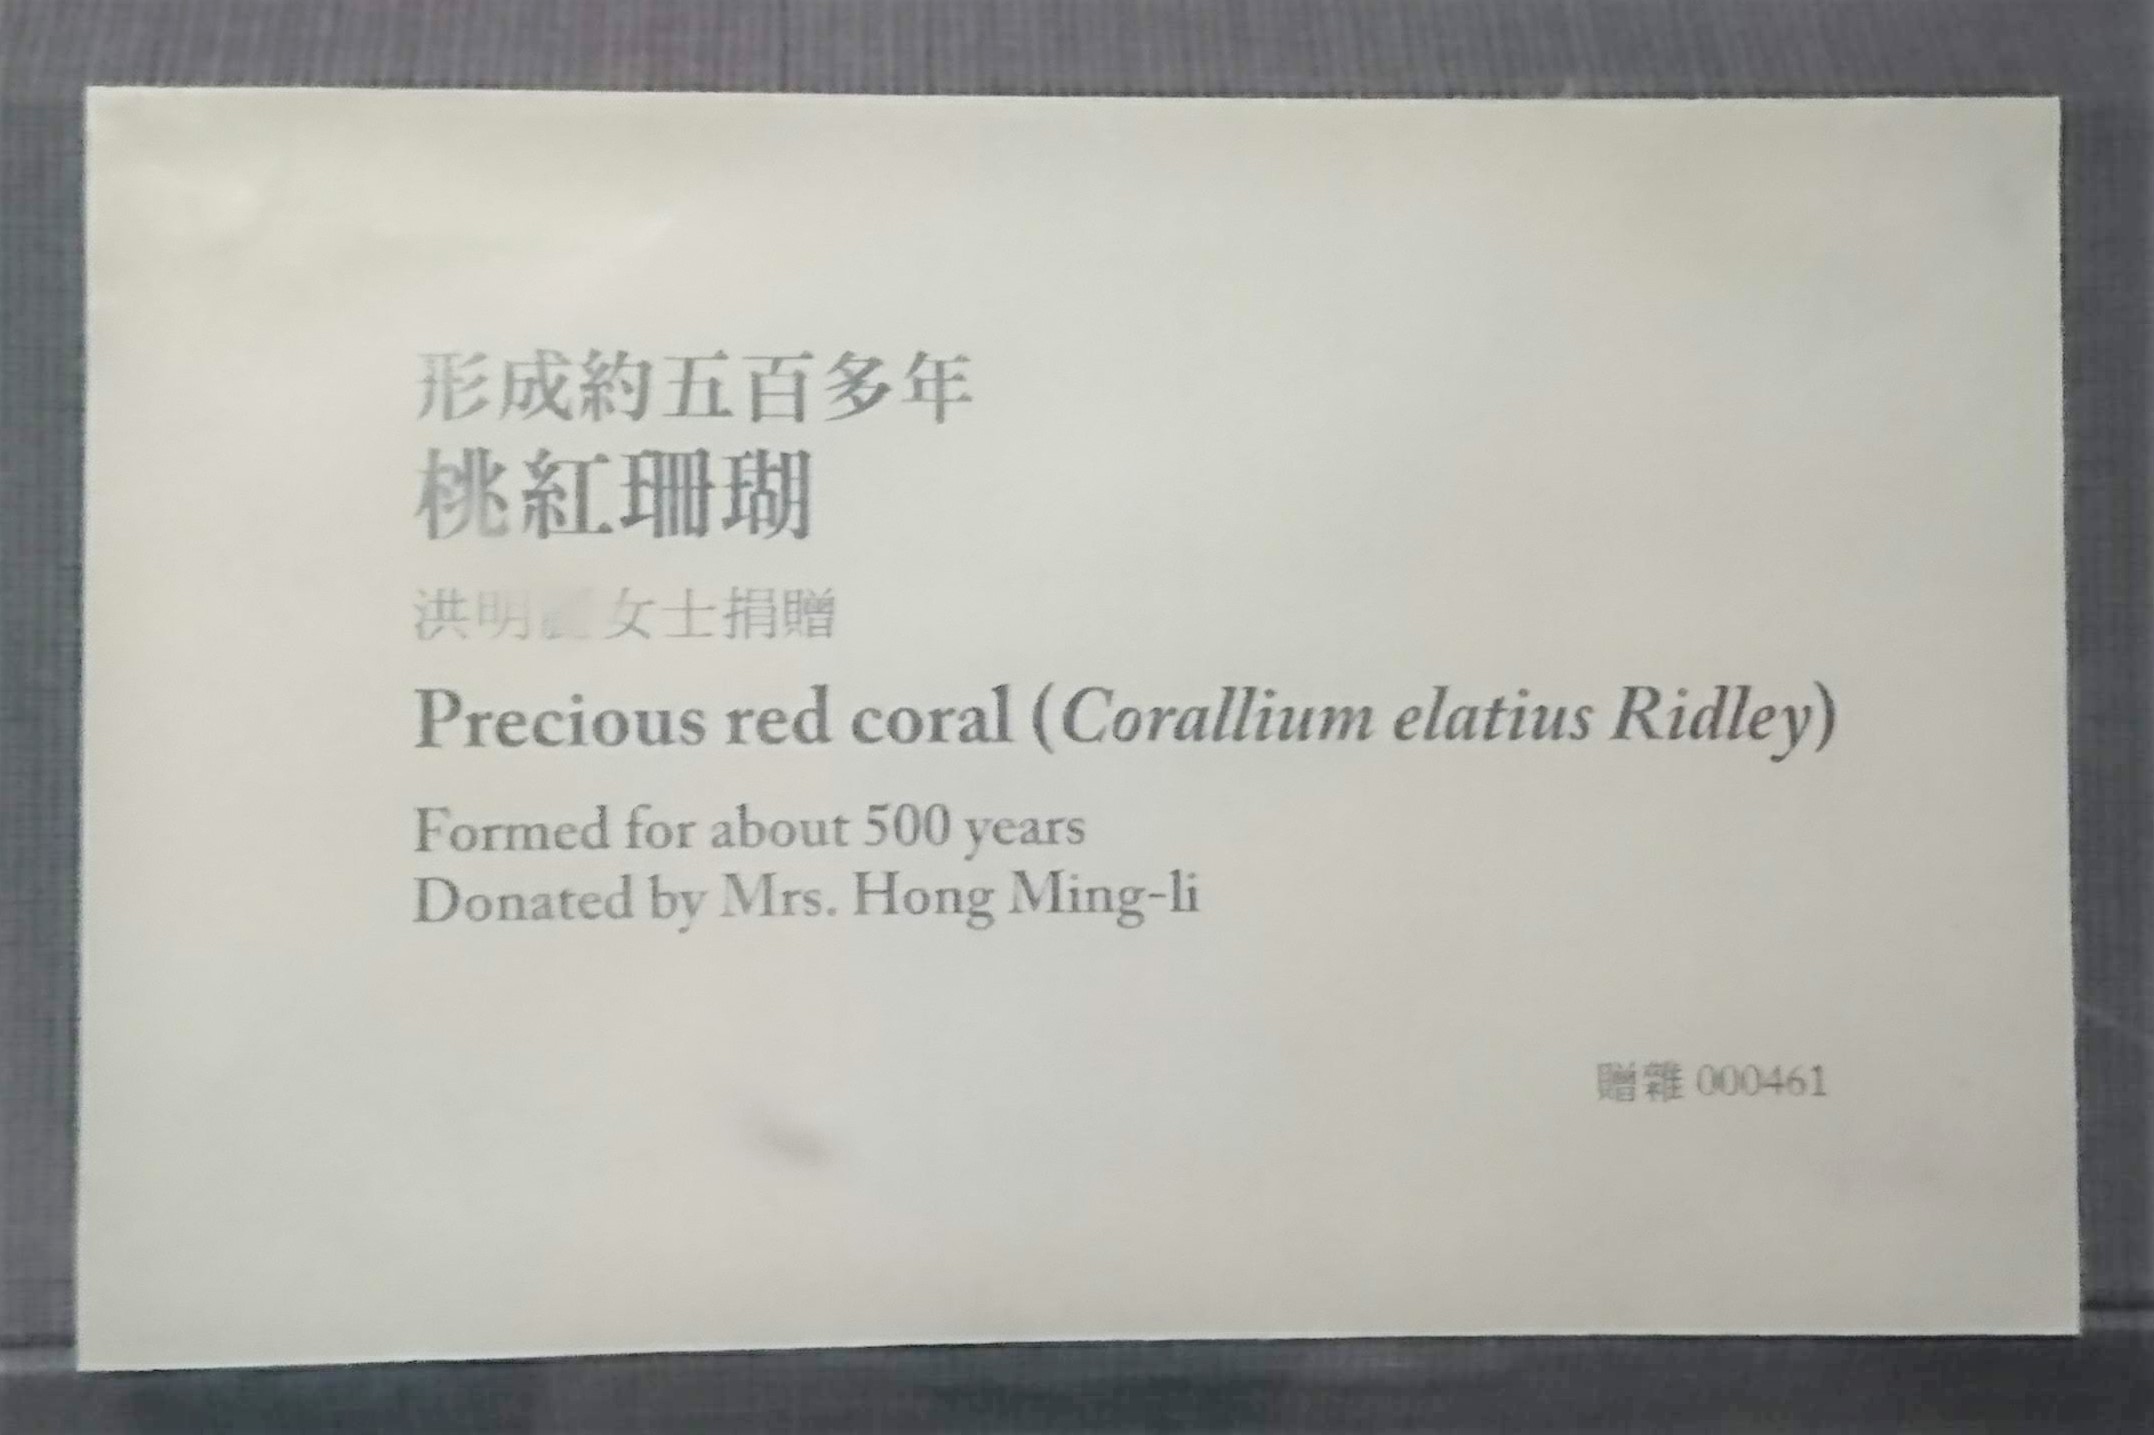 形成約五百多年
桃紅珊瑚
洪明 女士捐贈
Precious red coral (Corallium elatius Ridley)
Formed for about 500 years
Donated by Mrs. Hong Ming-li
贈雜 000461